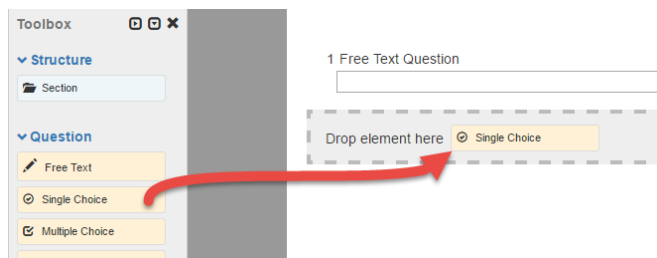 Toolbox
Structure
Section
Question
Free Text
Single Choice
Multiple Choice
1 Free Text Question
Drop element here
Single Choice